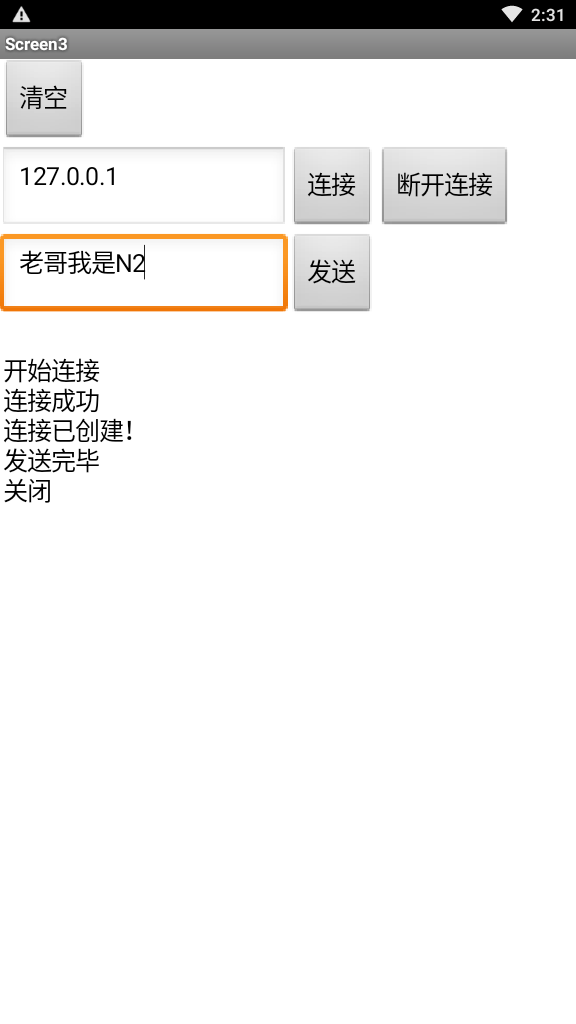 2:31
Screen3
清空
127.0.0.1
连接
断开连接
老哥我是N2
发送
开始连接
连接成功
连接已创建！
发送完毕
关闭